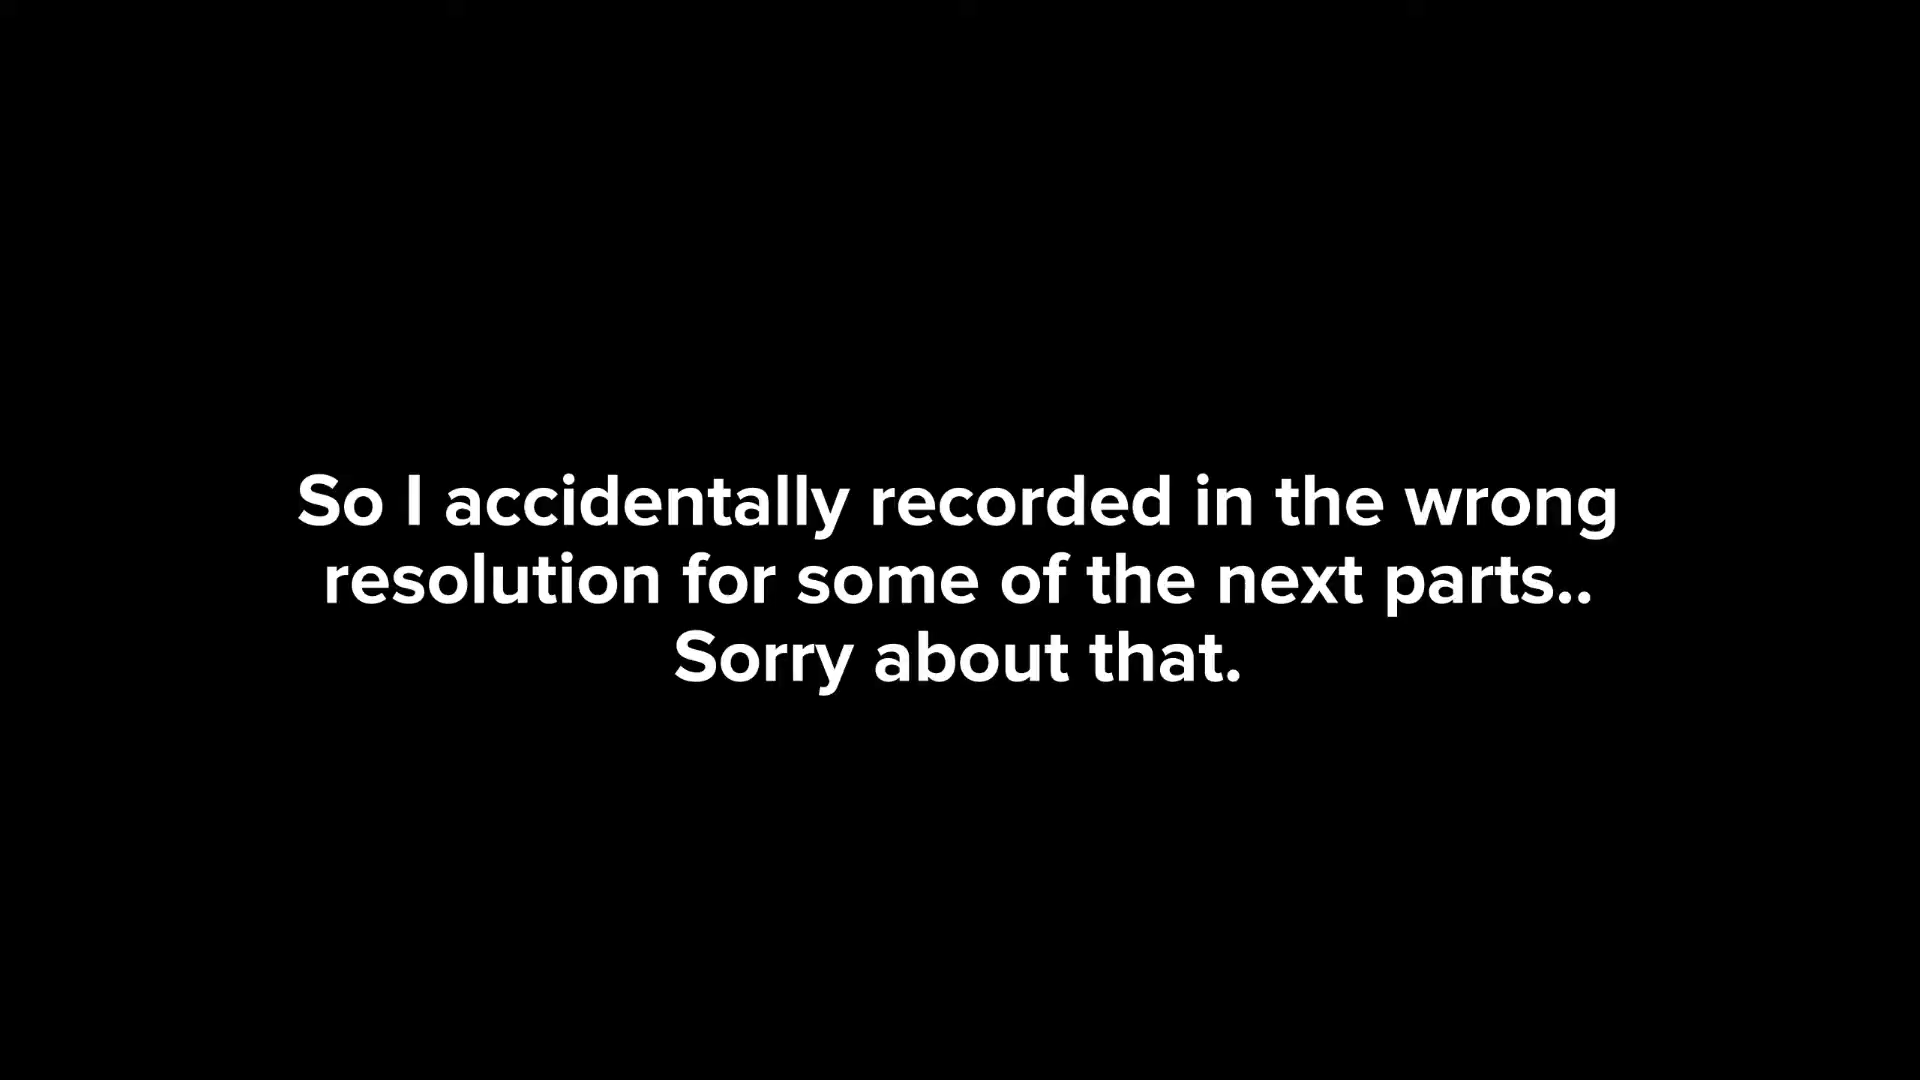 So I accidentally recorded in the wrong
resolution for some of the next parts..
Sorry about that.